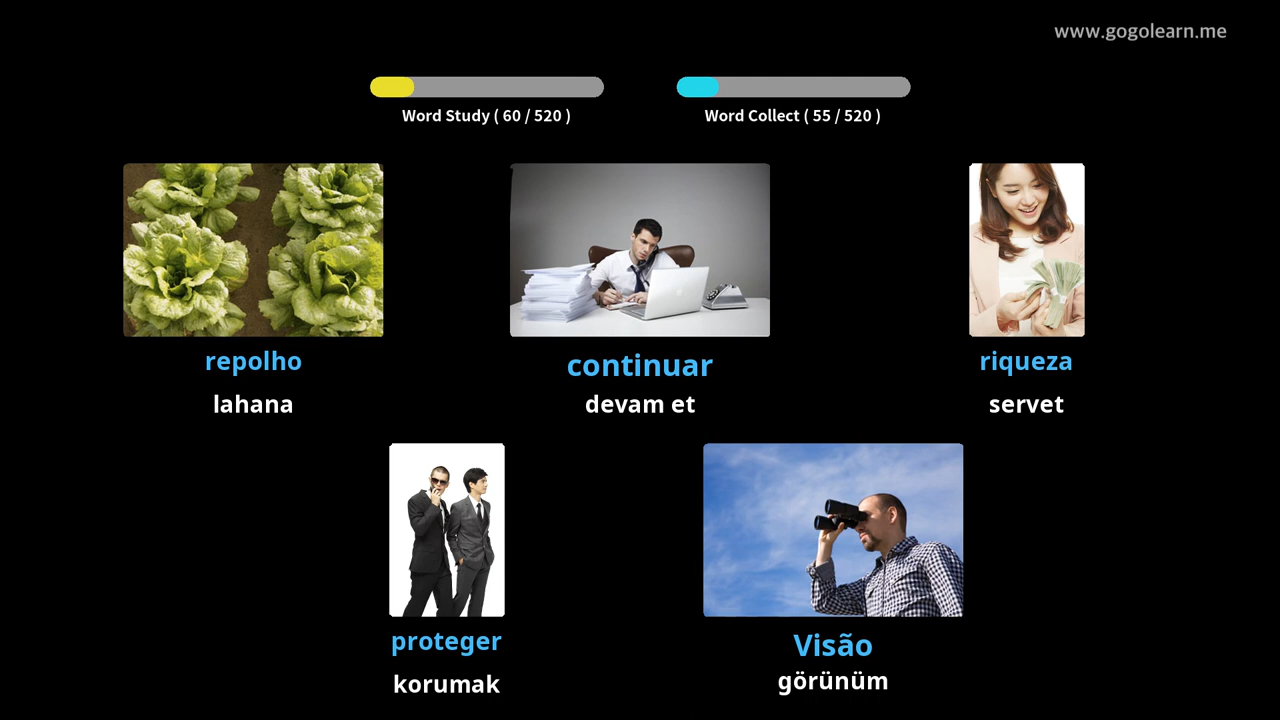 www.gogolearn.me
Word Study ( 60 / 520 )
Word Collect ( 55 / 520 )
repolho
lahana
continuar
devam et
riqueza
servet
proteger
korumak
Visão
görünüm